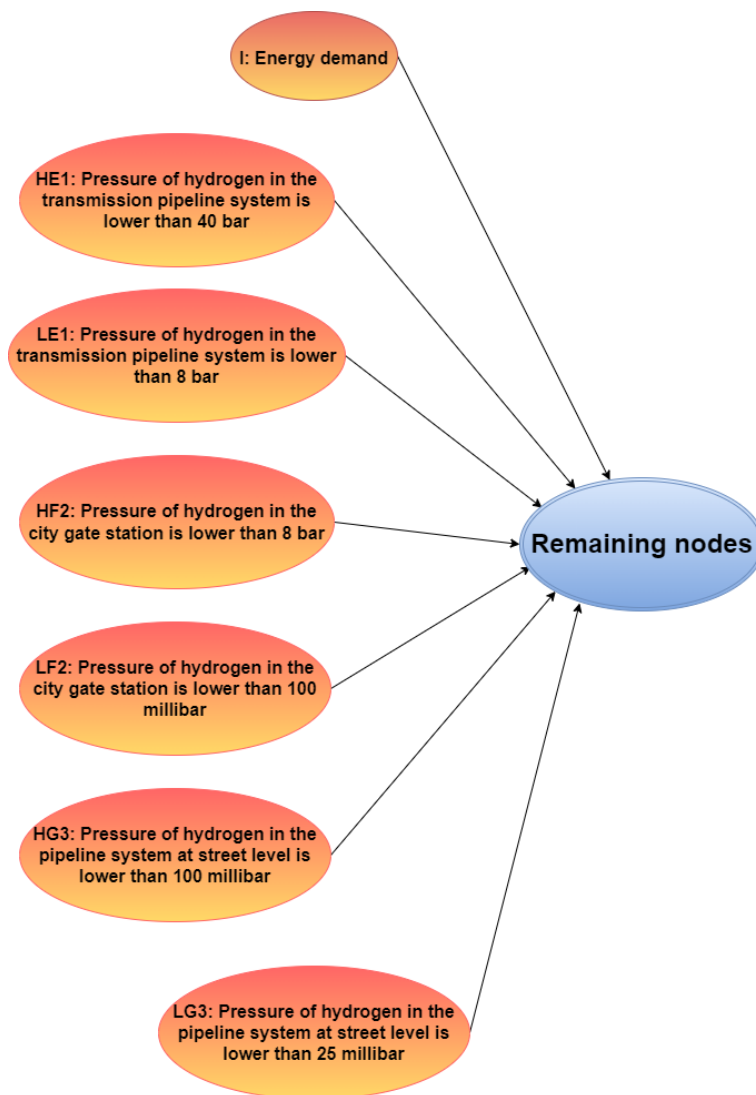 I: Energy demand
HE1: Pressure of hydrogen in the
transmission pipeline system is
lower than 40 bar
LE1: Pressure of hydrogen in the
transmission pipeline system is lower
than 8 bar
HF2: Pressure of hydrogen in the
city gate station is lower than 8 bar
Remaining nodes
LF2: Pressure of hydrogen in the
city gate station is lower than 100
millibar
HG3: Pressure of hydrogen in the
pipeline system at street level is
lower than 100 millibar
LG3: Pressure of hydrogen in the
pipeline system at street level is
lower than 25 millibar